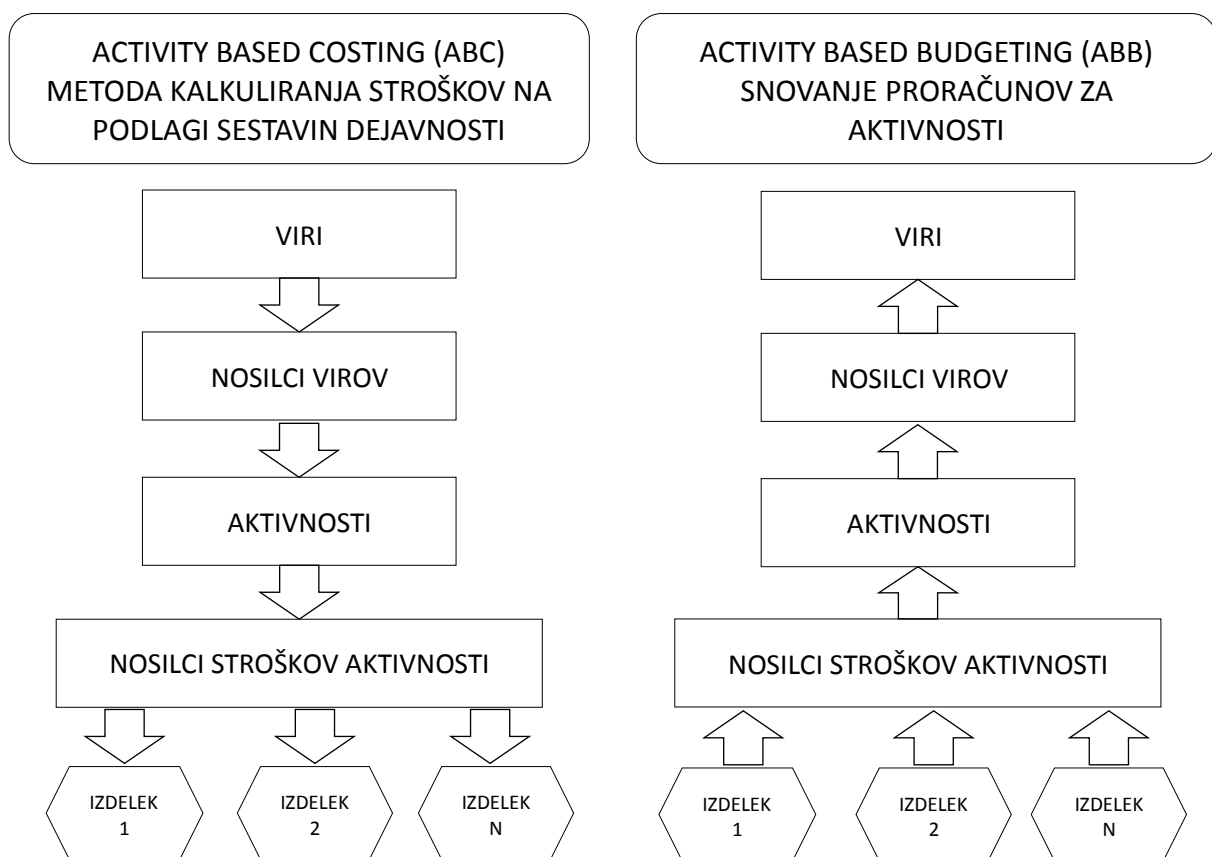 ACTIVITY BASED COSTING (ABC)
METODA KALKULIRANJA STROŠKOV NA
PODLAGI SESTAVIN DEJAVNOSTI
VIRI
NOSILCI VIROV
AKTIVNOSTI
NOSILCI STROŠKOV AKTIVNOSTI
IZDELEK
1
IZDELEK
2
IZDELEK
N
ACTIVITY BASED BUDGETING (ABB)
SNOVANJE PRORAČUNOV ZA
AKTIVNOSTI
VIRI
NOSILCI VIROV
AKTIVNOSTI
NOSILCI STROŠKOV AKTIVNOSTI
IZDELEK
1
IZDELEK
2
IZDELEK
N